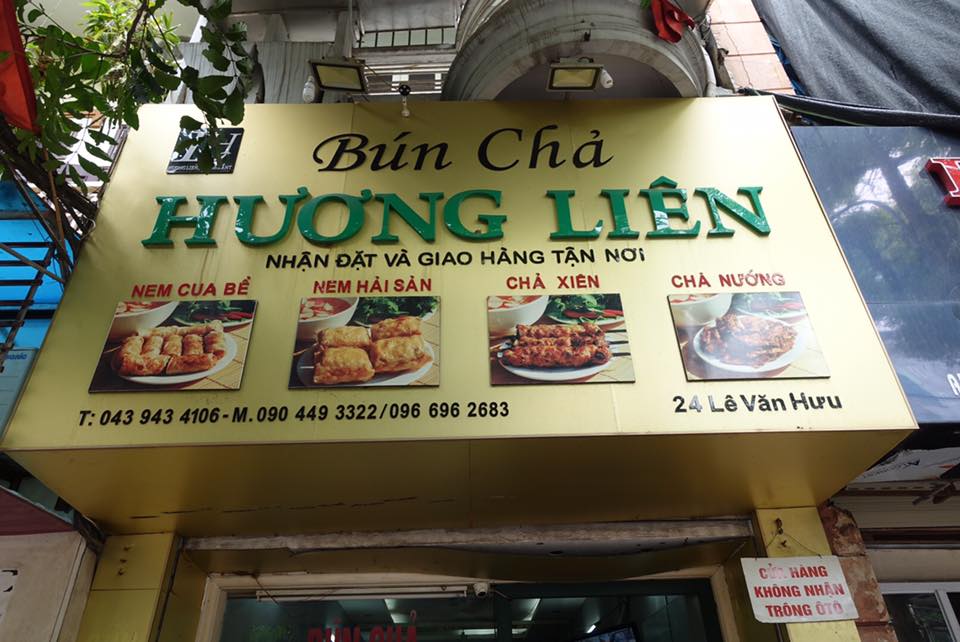 Bún Chả
HƯƠNG LIÊN
NHẬN ĐẶT VÀ GIAO HÀNG TẬN NƠI
NEM CUA BỂ NEM HẢI SẢN CHẢ XIÊN CHẢ NƯỚNG
T: 043 943 4106 - M. 090 449 3322 / 096 696 2683 24 Lê Văn Hưu
CỬA HÀNG
KHÔNG NHẬN
TRÔNG ÔTÔ
BÚN CHẢ